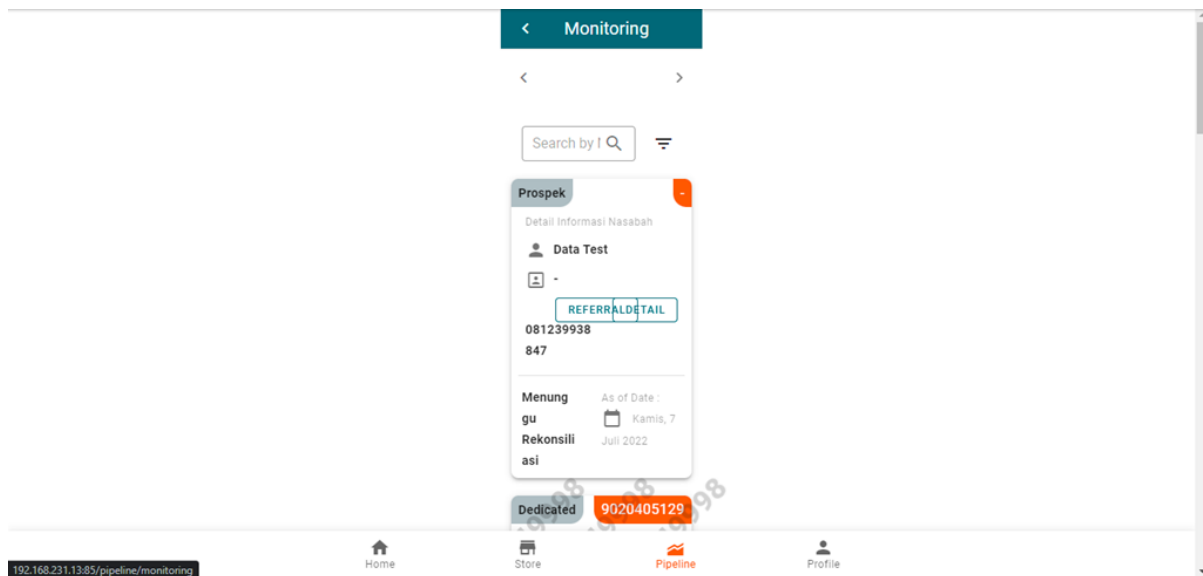 Monitoring
Search by
Prospek
-
Detail Informasi Nasabah
Data Test
-
REFERRAL DETAIL
081239938
847
Menung
gu
Rekonsili
asi
As of Date :
Kamis, 7
Juli 2022
Dedicated
9020405129
Home
Store
Pipeline
Profile
192.168.231.13:85/pipeline/monitoring